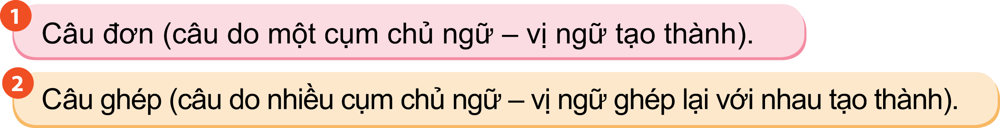 1 Câu đơn (câu do một cụm chủ ngữ – vị ngữ tạo thành).
2 Câu ghép (câu do nhiều cụm chủ ngữ – vị ngữ ghép lại với nhau tạo thành).